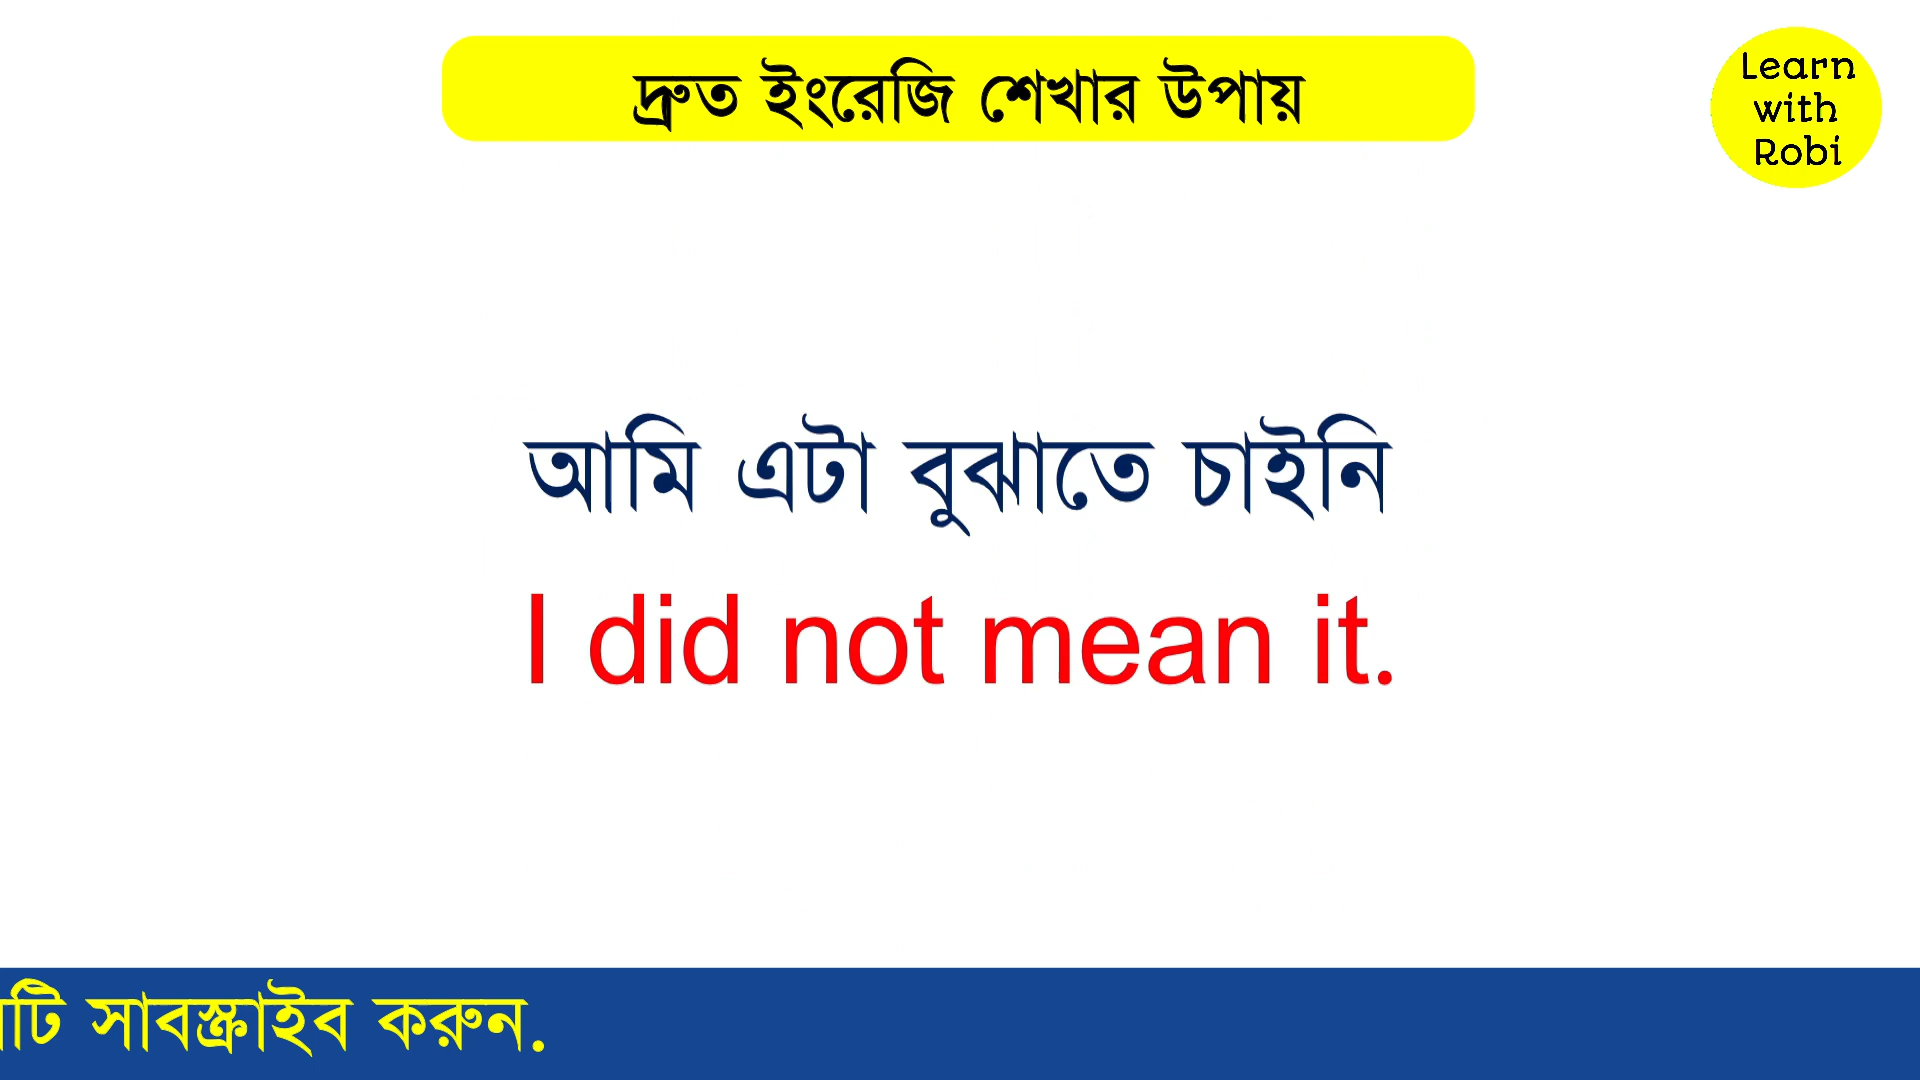 দ্রুত ইংরেজি শেখার উপায়
Learn
with
Robi
আমি এটা বুঝাতে চাইনি
I did not mean it.
সাবস্ক্রাইব করুন.